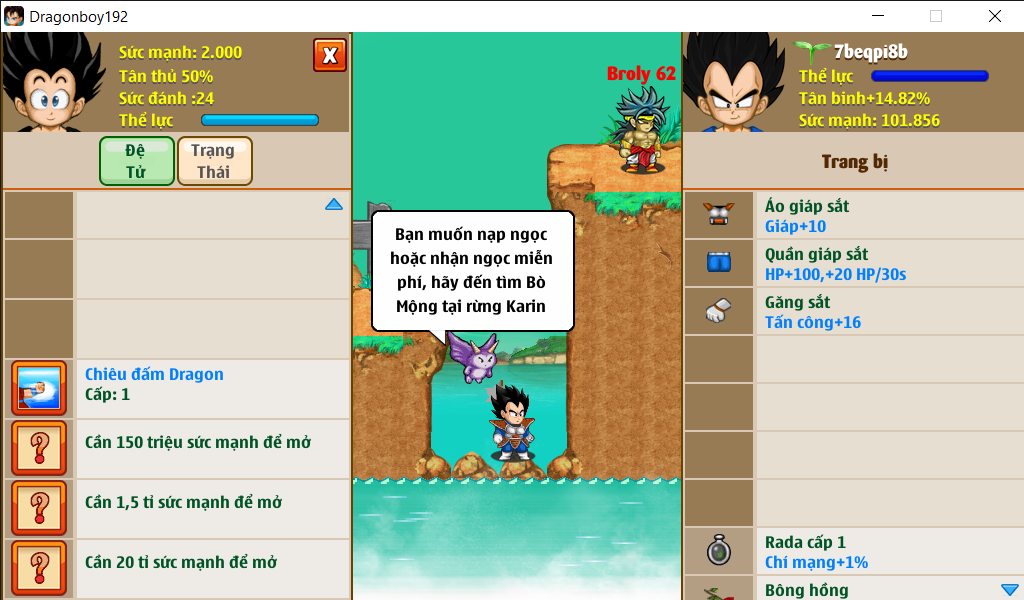 Dragonboy192
Sức mạnh: 2.000
Tân thủ 50%
Sức đánh :24
Thể lực
X
Đệ
Tử
Trạng
Thái
Chiêu đấm Dragon
Cấp: 1
Cần 150 triệu sức mạnh để mở
Cần 1,5 tỉ sức mạnh để mở
Cần 20 tỉ sức mạnh để mở
Broly 62
Bạn muốn nạp ngọc
hoặc nhận ngọc miễn
phí, hãy đến tìm Bò
Mộng tại rừng Karin
7beqpi8b
Thể lực
Tân binh+14.82%
Sức mạnh: 101.856
Trang bị
Áo giáp sắt
Giáp+10
Quần giáp sắt
HP+100,+20 HP/30s
Găng sắt
Tấn công+16
Rada cấp 1
Chí mạng+1%
Bông hồng